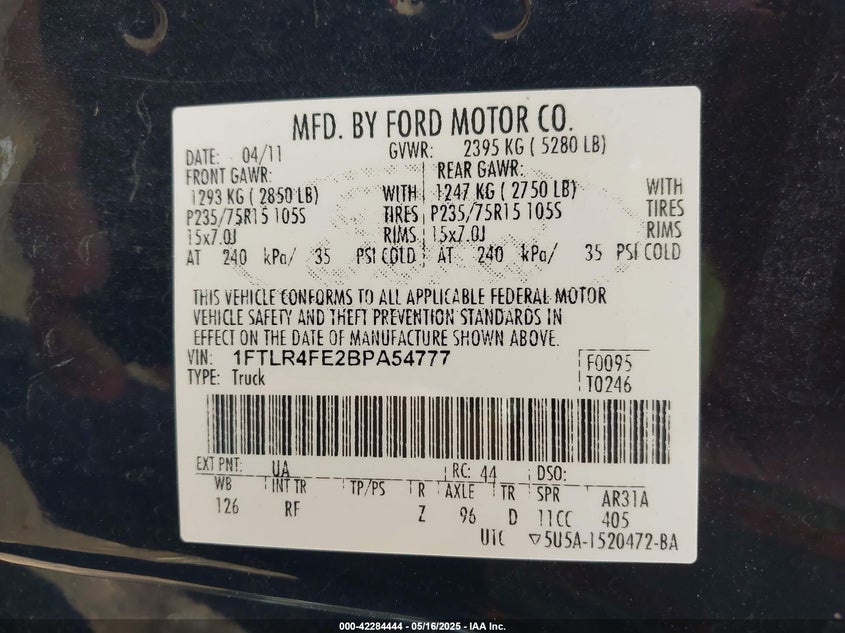 MFD. BY FORD MOTOR CO.
DATE: 04/11 GVWR: 2395 KG ( 5280 LB)
FRONT GAWR: REAR GAWR:
1293 KG ( 2850 LB) WITH 1247 KG ( 2750 LB) WITH
P235/75R15 105S TIRES P235/75R15 105S TIRES
15x7.0J RIMS 15x7.0J RIMS
AT 240 kPa/ 35 PSI COLD AT 240 kPa/ 35 PSI COLD
THIS VEHICLE CONFORMS TO ALL APPLICABLE FEDERAL MOTOR
VEHICLE SAFETY AND THEFT PREVENTION STANDARDS IN
EFFECT ON THE DATE OF MANUFACTURE SHOWN ABOVE.
VIN: 1FTLR4FE2BPA54777 F0095
TYPE: Truck T0246
EXT PNT: UA RC: 44 DSO:
WB INT TR TP/PS R AXLE TR SPR AR31A
126 RF Z 96 D 11CC 405
UTC ▽5U5A-1520472-BA
000-42284444 - 05/16/2025 - IAA Inc.